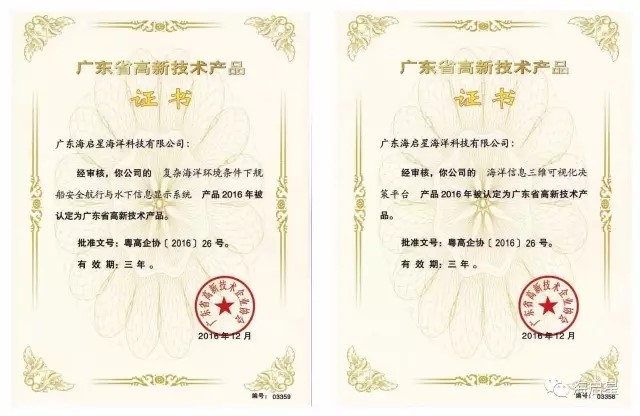 广东省高新技术产品
证书
广东海启星海洋科技有限公司:
经审核，你公司的 复杂海洋环境条件下舰
船安全航行与水下信息显示系统 产品2016年被
认定为广东省高新技术产品。
批准文号:粤高企协〔2016〕26号。
有 效 期:三 年。
广东省高新技术企业协会
2016年12月
编号: 03359
广东省高新技术产品
证书
广东海启星海洋科技有限公司:
经审核，你公司的 海洋信息三维可视化决
策平台 产品2016年被认定为广东省高新技术产
品。
批准文号:粤高企协〔2016〕26号。
有 效 期:三 年。
广东省高新技术企业协会
2016年12月
编号: 03358
海启星